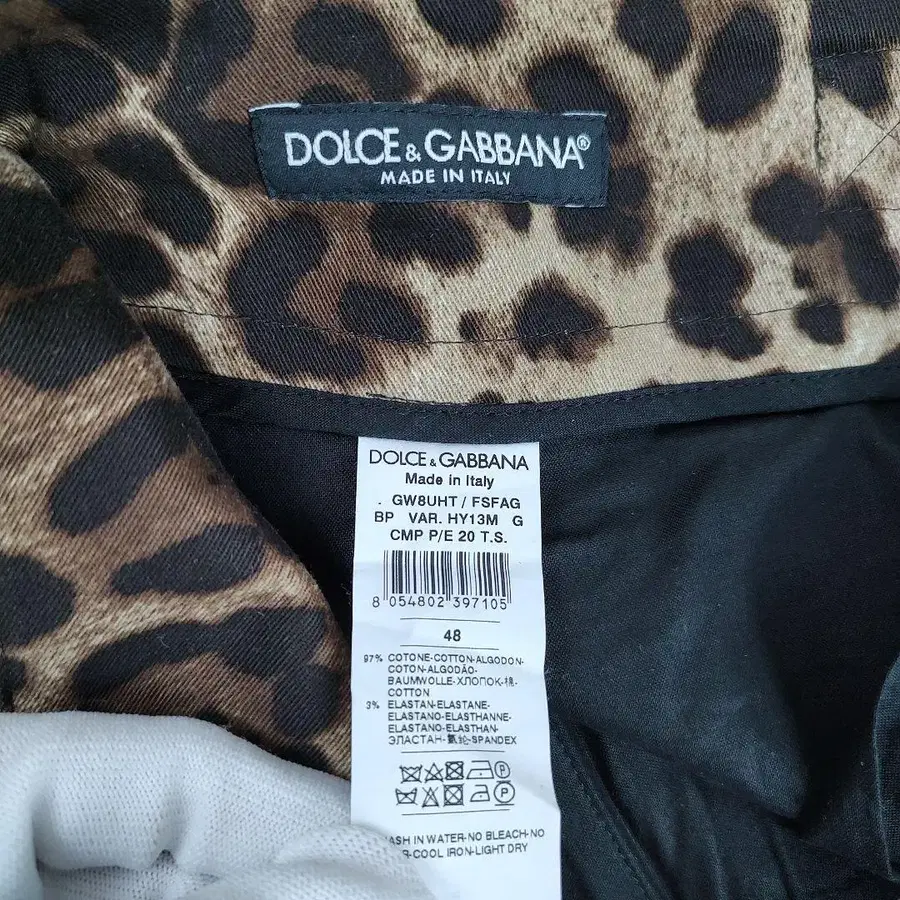 DOLCE & GABBANA®
MADE IN ITALY
DOLCE & GABBANA
Made in Italy
. GW8UHT / FSFAG
BP VAR. HY13M G
CMP P/E 20 T.S.
8 054802 397105
48
97% COTONE-COTTON-ALGODON-
COTON-ALGODÃO-
BAUMWOLLE-ХЛОПОК-棉-
COTTON
3% ELASTAN-ELASTANE-
ELASTANO-ELASTHANNE-
ELASTANO-ELASTHAN-
ЭЛАСТАН-氨纶-SPANDEX
IN WATER-NO BLEACH-NO
COOL IRON-LIGHT DRY